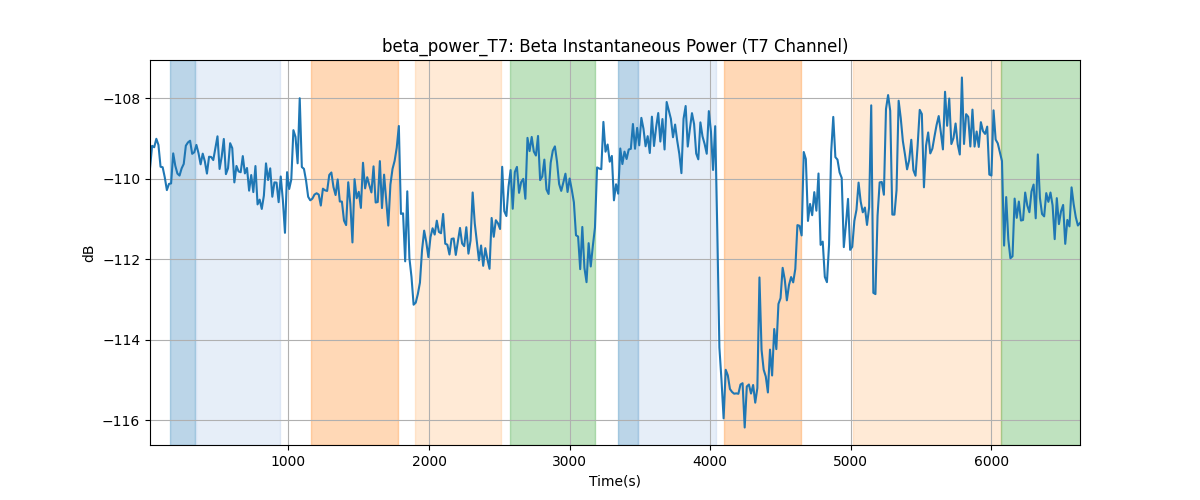 beta_power_T7: Beta Instantaneous Power (T7 Channel)
−108
−110
−112
−114
−116
dB
1000 2000 3000 4000 5000 6000
Time(s)